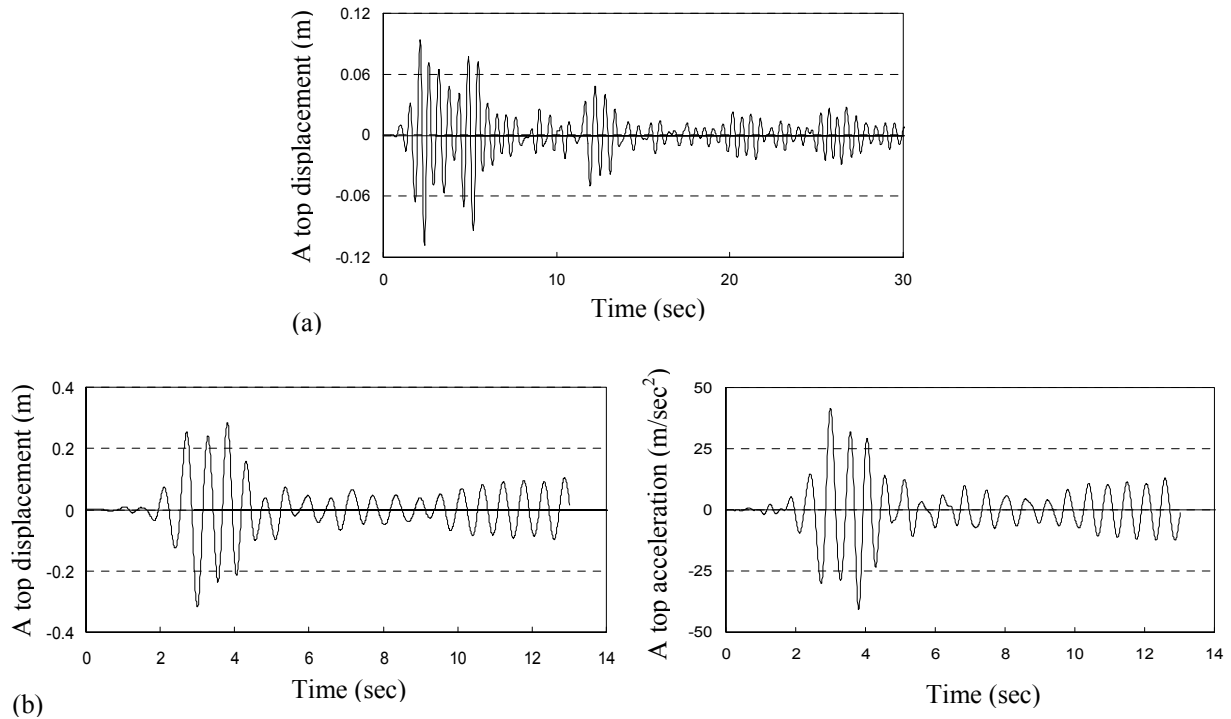 A top displacement (m)
0.12
0.06
0
-0.06
-0.12
0 10 20 30
Time (sec)
(a)
A top displacement (m)
0.4
0.2
0
-0.2
-0.4
0 2 4 6 8 10 12 14
Time (sec)
A top acceleration (m/sec²)
50
25
0
-25
-50
0 2 4 6 8 10 12 14
Time (sec)
(b)